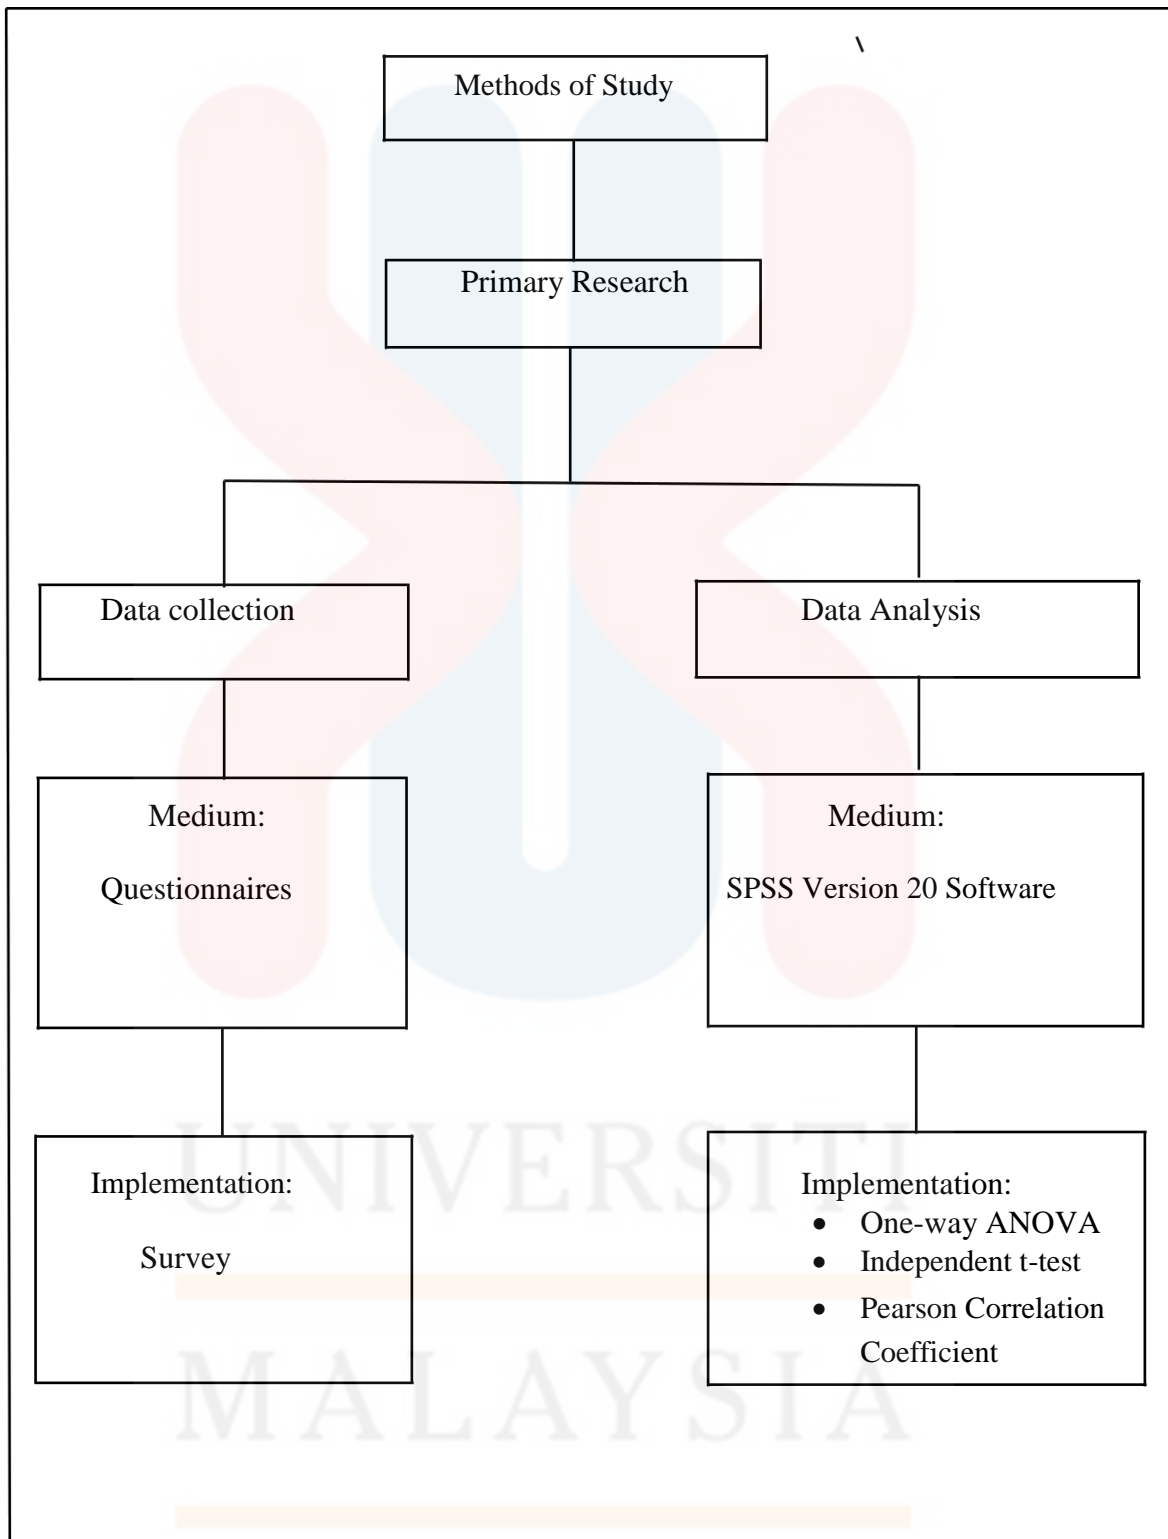 Methods of Study
Primary Research
Data collection
Data Analysis
Medium:
Questionnaires
Medium:
SPSS Version 20 Software
Implementation:
Survey
Implementation:
• One-way ANOVA
• Independent t-test
• Pearson Correlation
Coefficient
UNIVERSITI
MALAYSIA
\